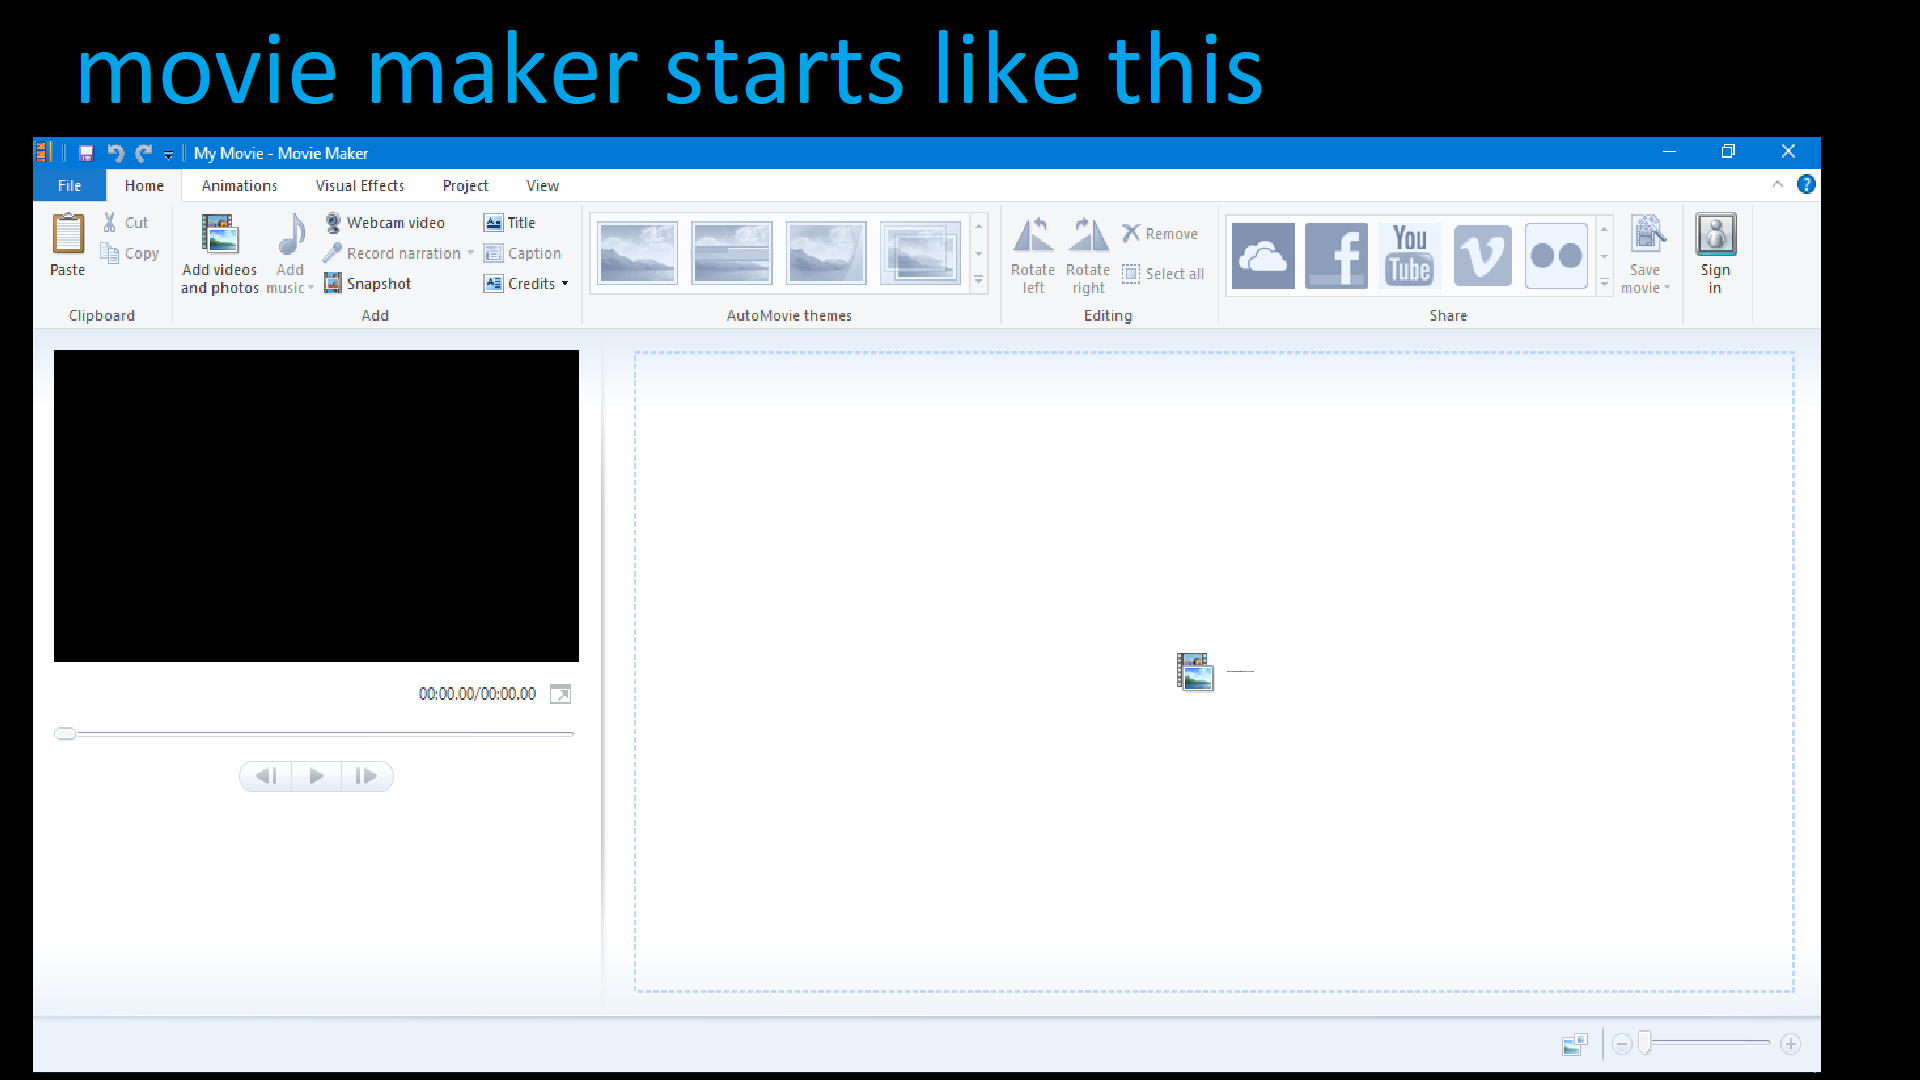 movie maker starts like this
My Movie - Movie Maker
File Home Animations Visual Effects Project View
Paste
Cut
Copy
Clipboard
Add videos
and photos
Add
music
Webcam video
Record narration
Snapshot
Title
Caption
Credits
Add
AutoMovie themes
Rotate
left
Rotate
right
Remove
Select all
Editing
f
You
Tube
v
Share
Save
movie
Sign
in
00:00.00/00:00.00